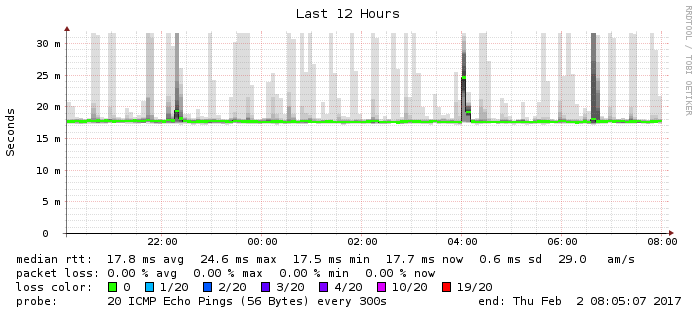 Last 12 Hours
RRDTOOL / TOBI OETIKER
Seconds
30 m
25 m
20 m
15 m
10 m
5 m
0
22:00 00:00 02:00 04:00 06:00 08:00
median rtt: 17.8 ms avg 24.6 ms max 17.5 ms min 17.7 ms now 0.6 ms sd 29.0 am/s
packet loss: 0.00 % avg 0.00 % max 0.00 % min 0.00 % now
loss color: 0 1/20 2/20 3/20 4/20 10/20 19/20
probe: 20 ICMP Echo Pings (56 Bytes) every 300s end: Thu Feb 2 08:05:07 2017